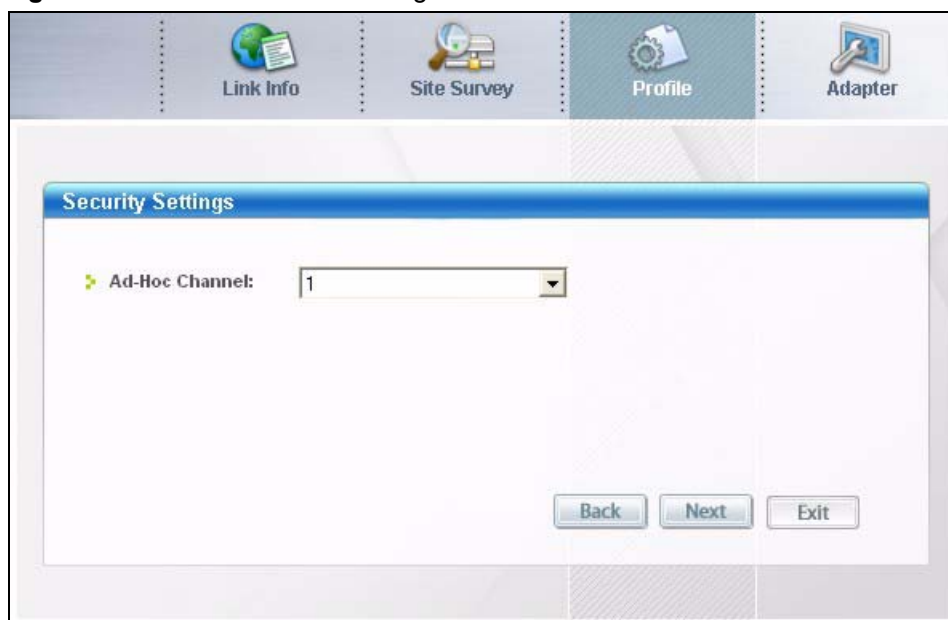 Link Info Site Survey Profile Adapter
Security Settings
Ad-Hoc Channel: 1
Back Next Exit